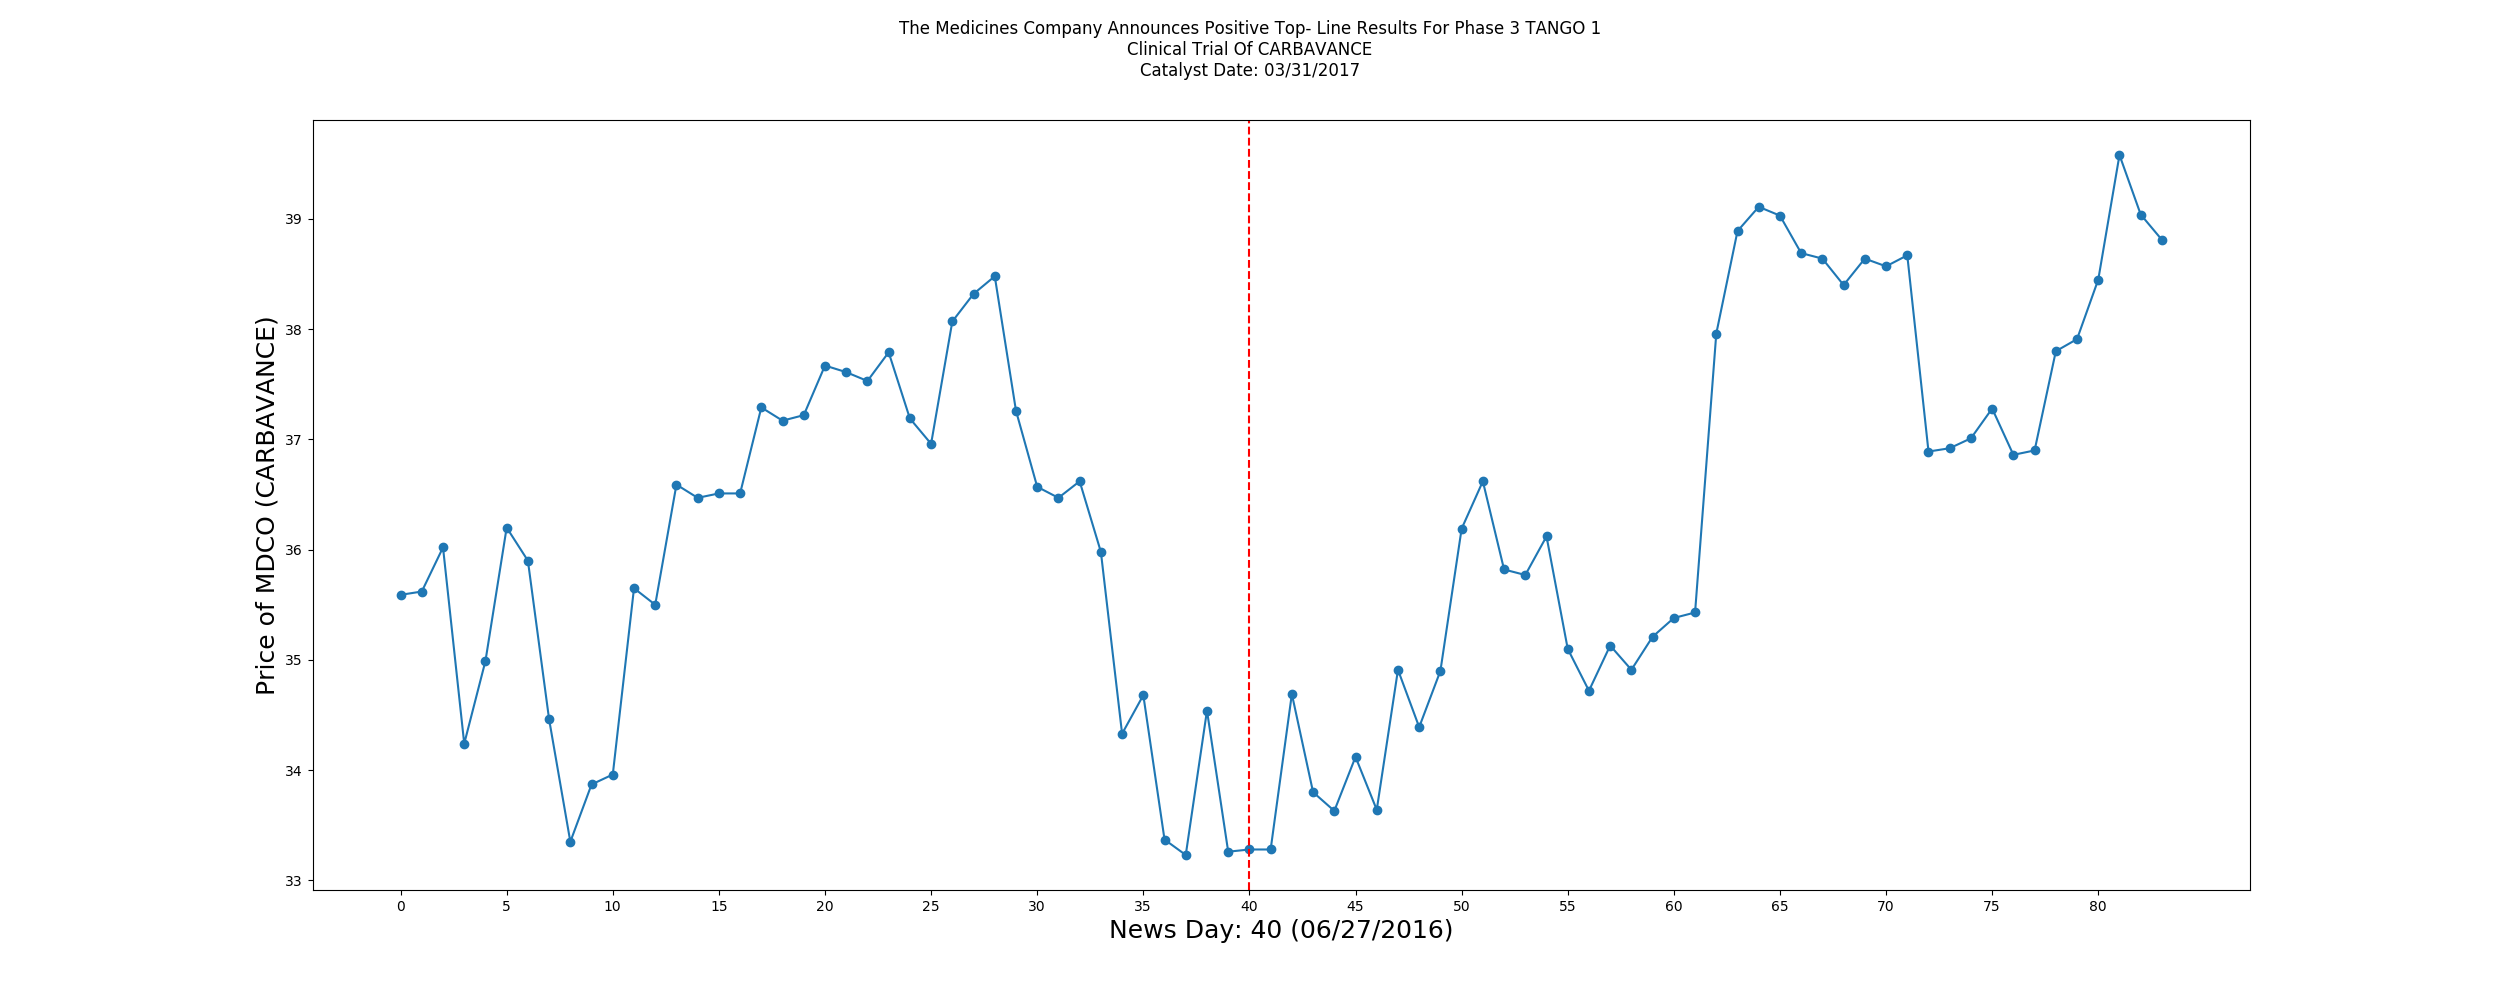 The Medicines Company Announces Positive Top- Line Results For Phase 3 TANGO 1
Clinical Trial Of CARBAVANCE
Catalyst Date: 03/31/2017
39
38
37
36
35
34
33
Price of MDCO (CARBAVANCE)
0 5 10 15 20 25 30 35 40 45 50 55 60 65 70 75 80
News Day: 40 (06/27/2016)